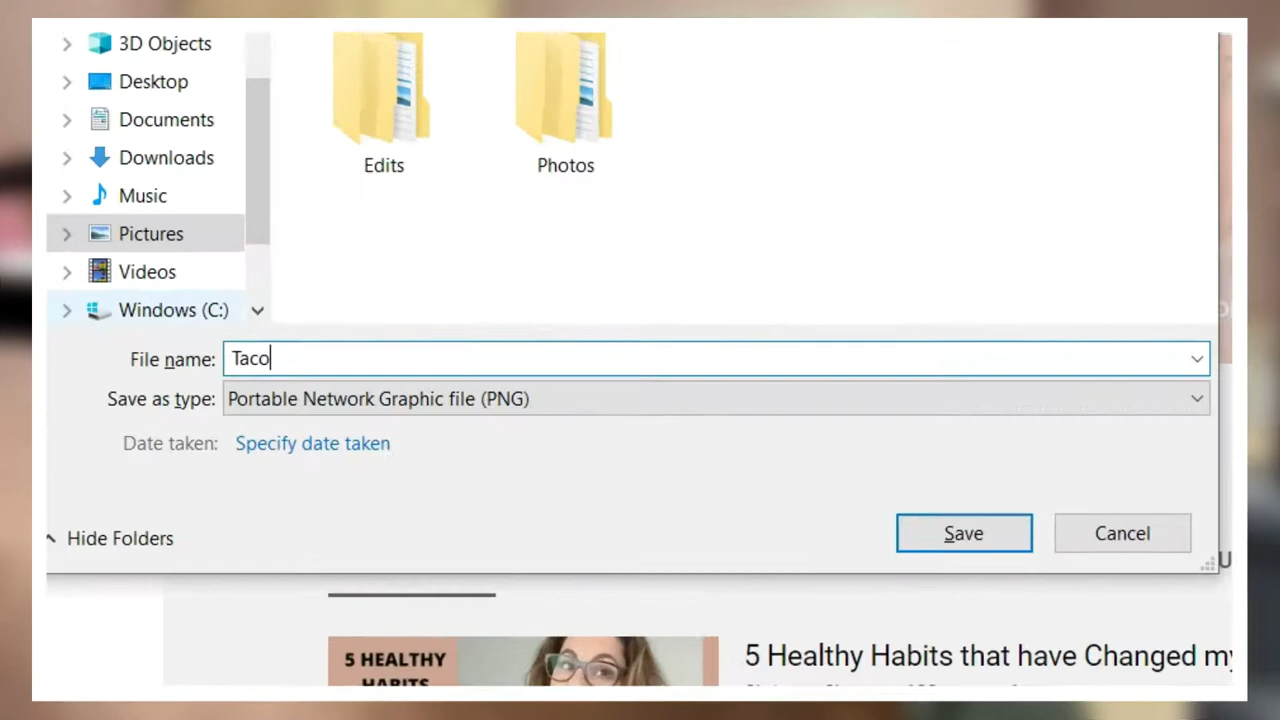 3D Objects
Desktop
Documents
Downloads
Music
Pictures
Videos
Windows (C:)
Edits
Photos
File name: Taco
Save as type: Portable Network Graphic file (PNG)
Date taken: Specify date taken
Hide Folders
Save
Cancel
5 HEALTHY
HABITS
5 Healthy Habits that have Changed my